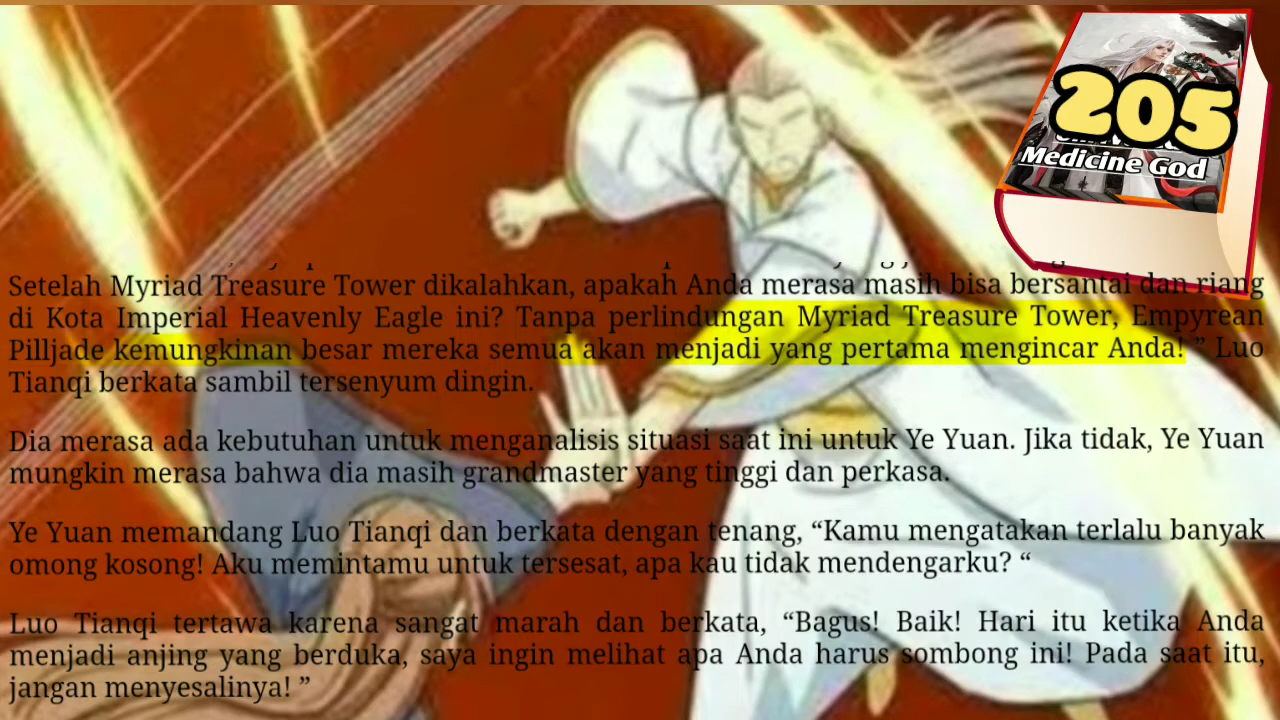 205
Medicine God
Setelah Myriad Treasure Tower dikalahkan, apakah Anda merasa masih bisa bersantai dan riang
di Kota Imperial Heavenly Eagle ini? Tanpa perlindungan Myriad Treasure Tower, Empyrean
Pilljade kemungkinan besar mereka semua akan menjadi yang pertama mengincar Anda! ” Luo
Tianqi berkata sambil tersenyum dingin.
Dia merasa ada kebutuhan untuk menganalisis situasi saat ini untuk Ye Yuan. Jika tidak, Ye Yuan
mungkin merasa bahwa dia masih grandmaster yang tinggi dan perkasa.
Ye Yuan memandang Luo Tianqi dan berkata dengan tenang, “Kamu mengatakan terlalu banyak
omong kosong! Aku memintamu untuk tersesat, apa kau tidak mendengarku? “
Luo Tianqi tertawa karena sangat marah dan berkata, “Bagus! Baik! Hari itu ketika Anda
menjadi anjing yang berduka, saya ingin melihat apa Anda harus sombong ini! Pada saat itu,
jangan menyesalinya! ”